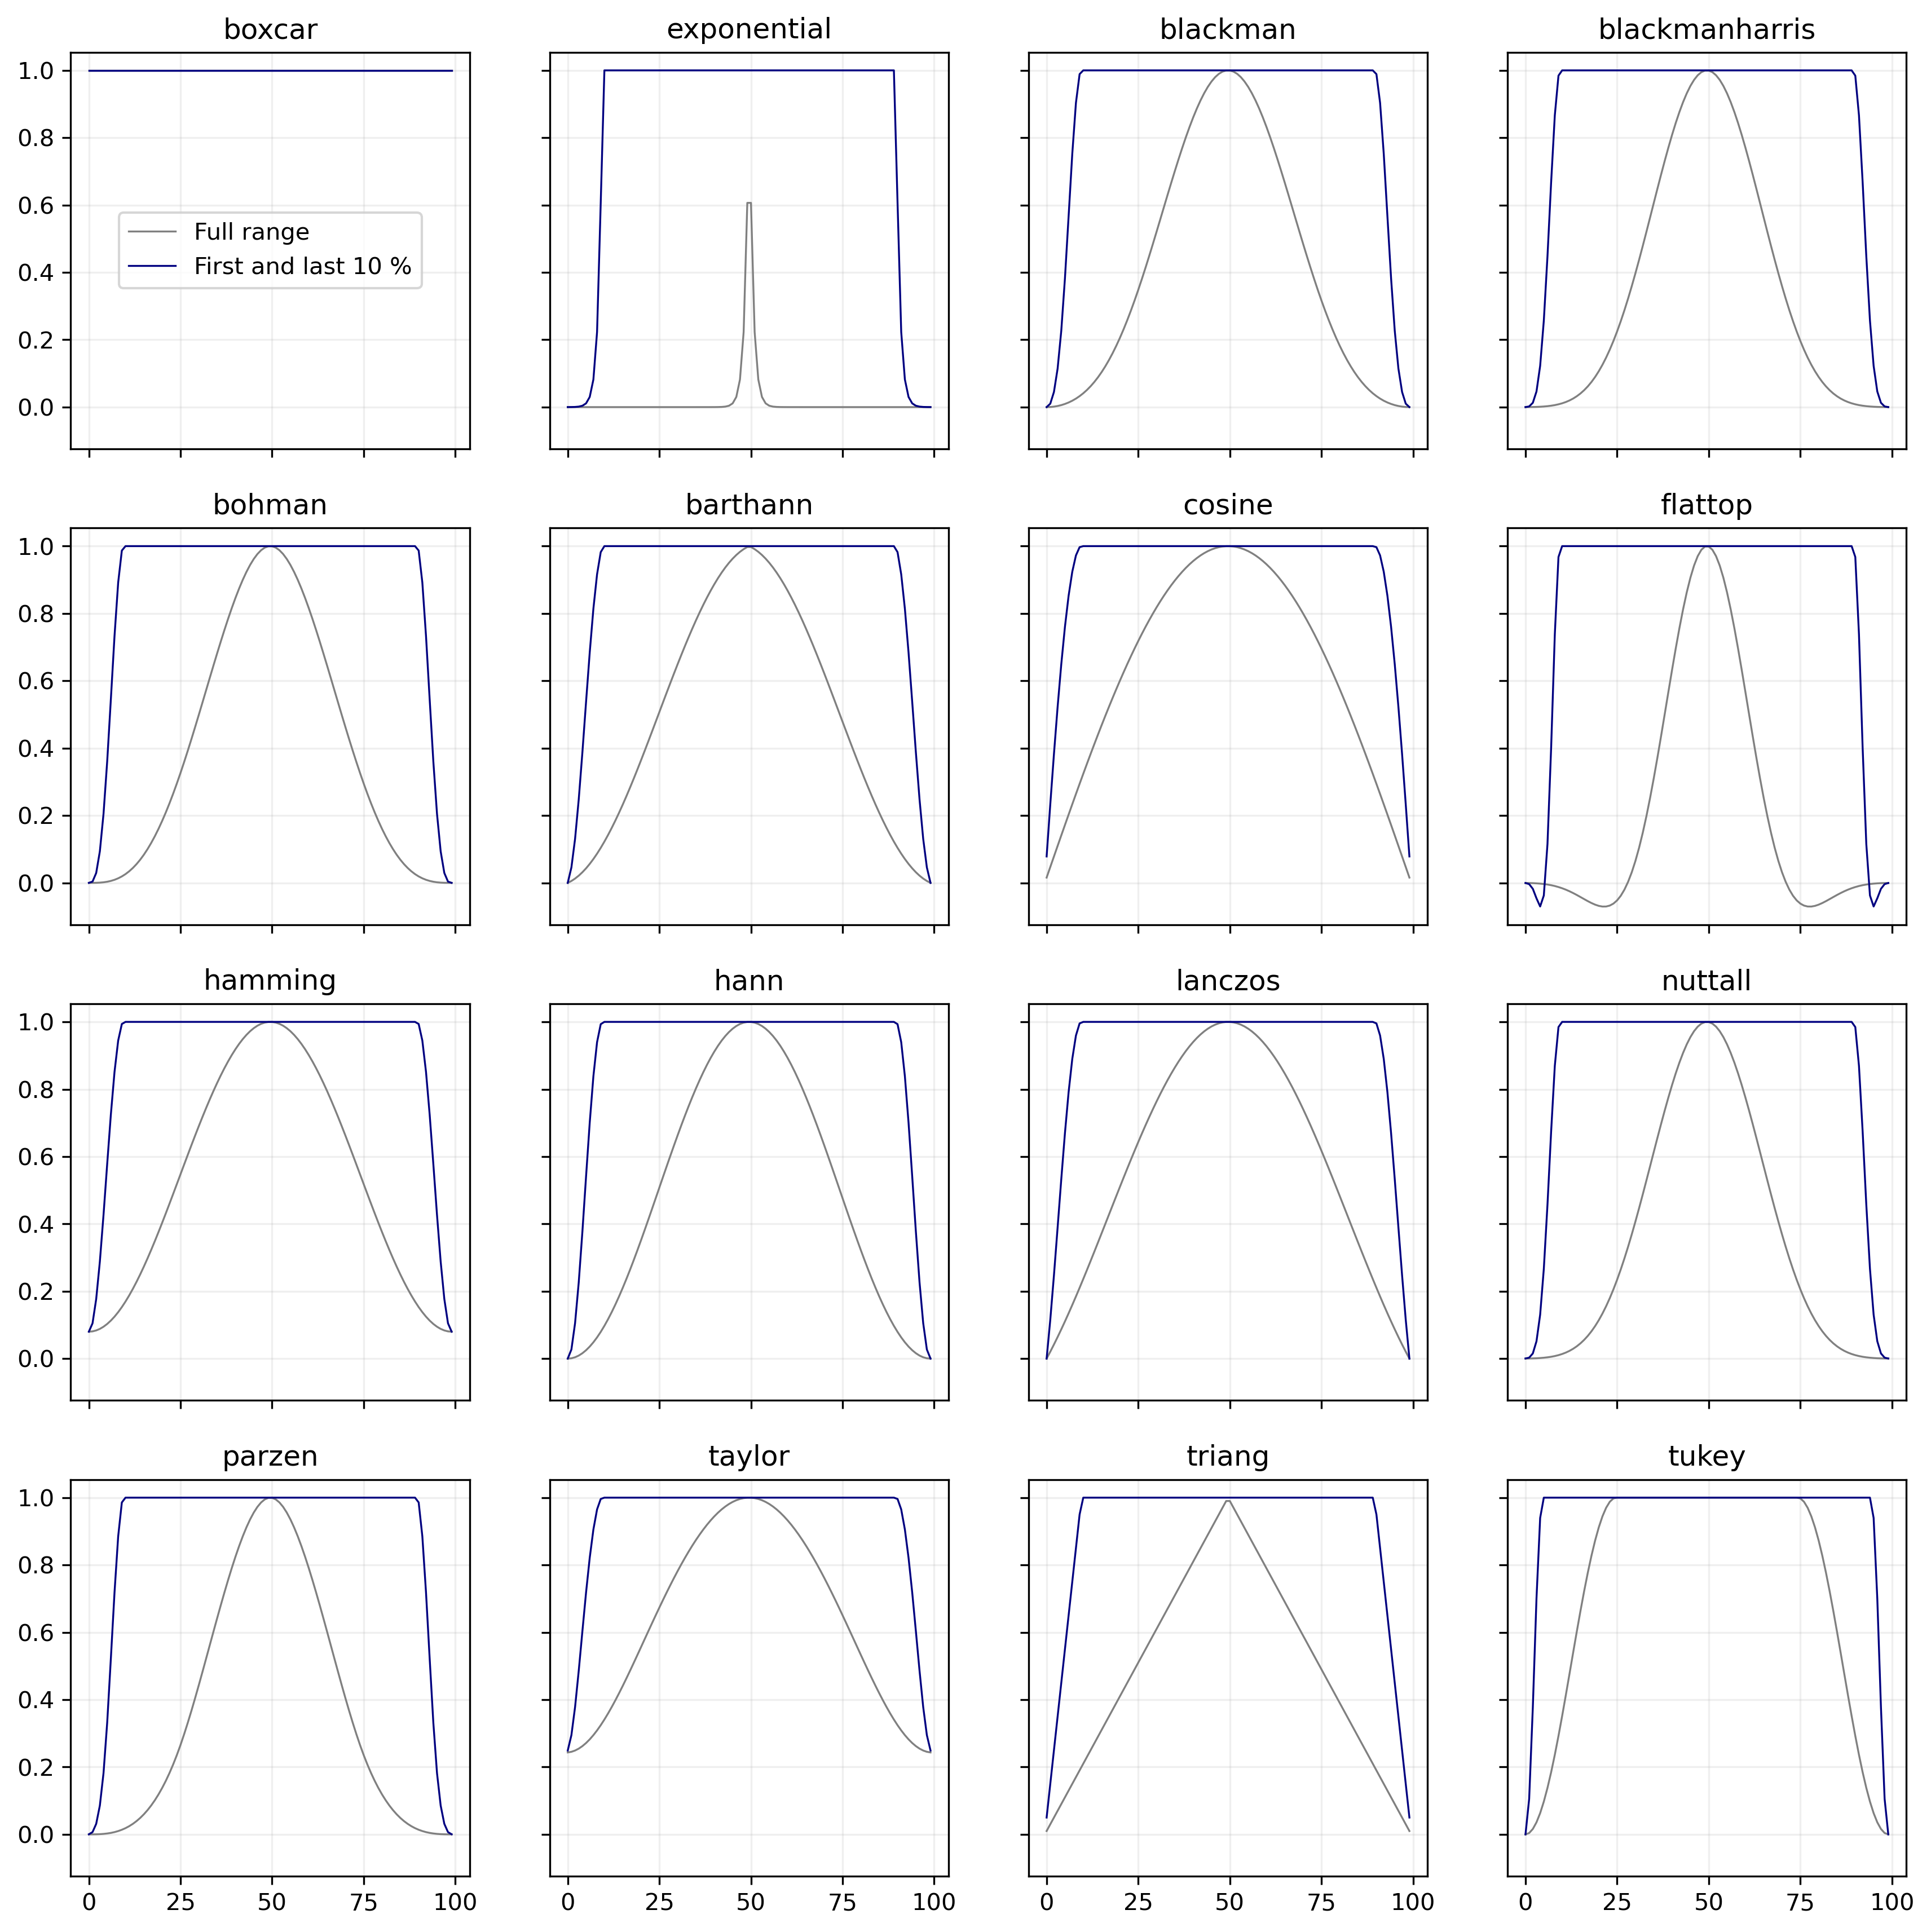 boxcar
exponential
blackman
blackmanharris
1.0
0.8
0.6
0.4
0.2
0.0
Full range
First and last 10 %
bohman
barthann
cosine
flattop
1.0
0.8
0.6
0.4
0.2
0.0
hamming
hann
lanczos
nuttall
1.0
0.8
0.6
0.4
0.2
0.0
parzen
taylor
triang
tukey
1.0
0.8
0.6
0.4
0.2
0.0
0 25 50 75 100
0 25 50 75 100
0 25 50 75 100
0 25 50 75 100